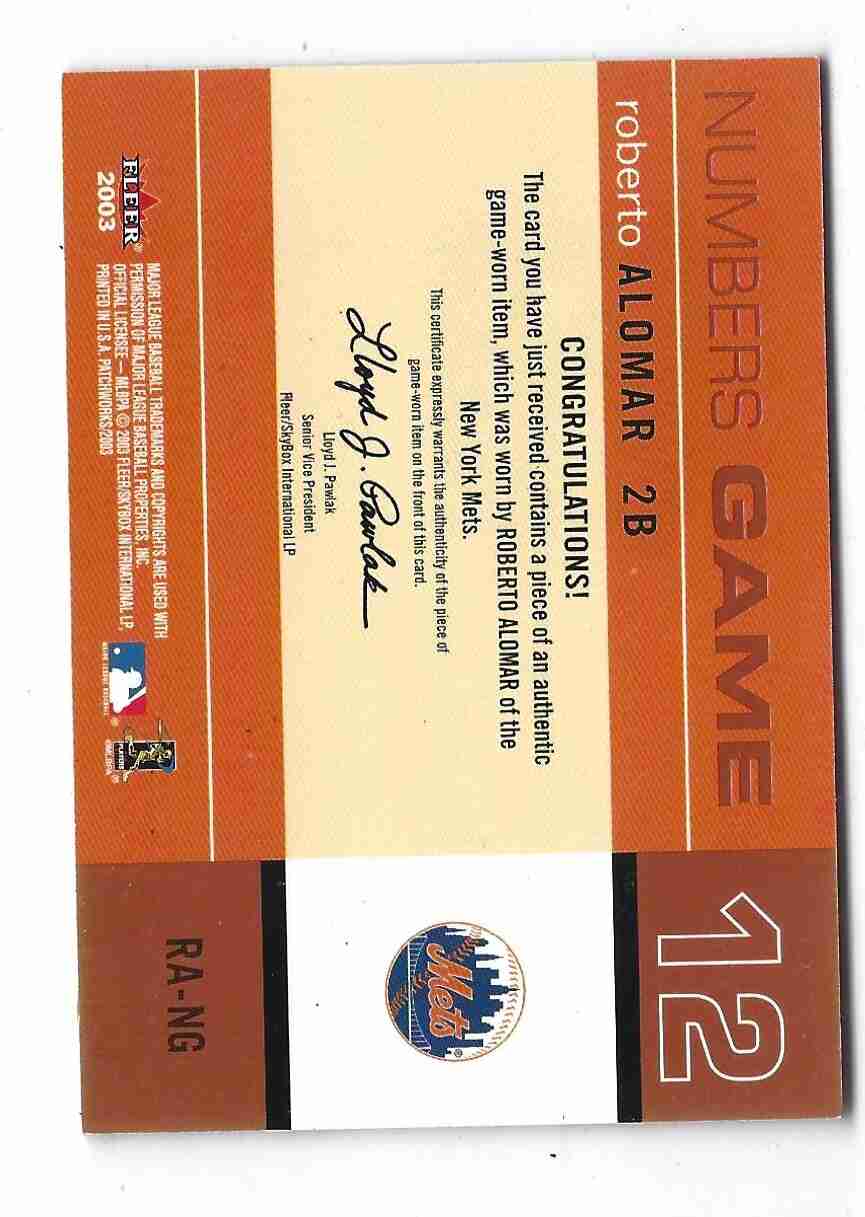 NUMBERS GAME
12
roberto ALOMAR 2B
CONGRATULATIONS!
The card you have just received contains a piece of an authentic
game-worn item, which was worn by ROBERTO ALOMAR of the
New York Mets.
This certificate expressly warrants the authenticity of the piece of
game-worn item on the front of this card.
Lloyd J. Pawlak
Lloyd J. Pawlak
Senior Vice President
Fleer/SkyBox International LP
Mets®
FLEER®
2003
MAJOR LEAGUE BASEBALL TRADEMARKS AND COPYRIGHTS ARE USED WITH
PERMISSION OF MAJOR LEAGUE BASEBALL PROPERTIES, INC.
OFFICIAL LICENSEE — MLBPA © 2003 FLEER/SKYBOX INTERNATIONAL LP,
PRINTED IN U.S.A. PATCHWORKS/2003
MAJOR LEAGUE BASEBALL ®
PLAYERS
©MLBPA ®
RA-NG